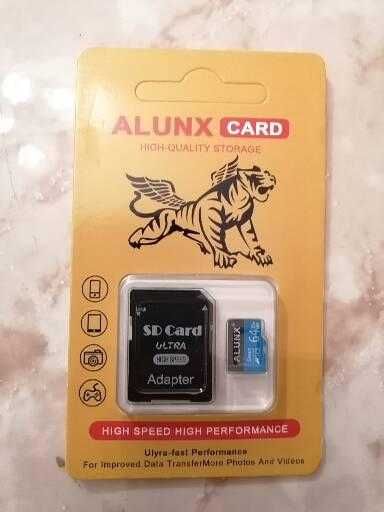 ALUNX CARD
HIGH-QUALITY STORAGE
SD Card
ULTRA
HIGH SPEED
Adapter
ALUNX
64
HIGH SPEED HIGH PERFORMANCE
Ulyra-fast Performance
For Improved Data TransferMore Photos And Videos